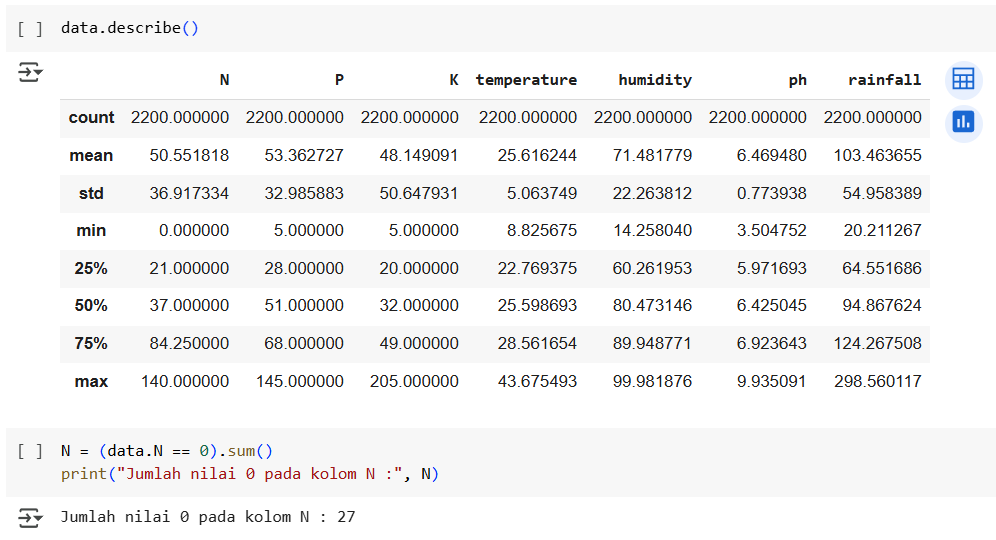 [ ] data.describe()
N P K temperature humidity ph rainfall
count 2200.000000 2200.000000 2200.000000 2200.000000 2200.000000 2200.000000 2200.000000
mean 50.551818 53.362727 48.149091 25.616244 71.481779 6.469480 103.463655
std 36.917334 32.985883 50.647931 5.063749 22.263812 0.773938 54.958389
min 0.000000 5.000000 5.000000 8.825675 14.258040 3.504752 20.211267
25% 21.000000 28.000000 20.000000 22.769375 60.261953 5.971693 64.551686
50% 37.000000 51.000000 32.000000 25.598693 80.473146 6.425045 94.867624
75% 84.250000 68.000000 49.000000 28.561654 89.948771 6.923643 124.267508
max 140.000000 145.000000 205.000000 43.675493 99.981876 9.935091 298.560117
[ ] N = (data.N == 0).sum()
print("Jumlah nilai 0 pada kolom N :", N)
Jumlah nilai 0 pada kolom N : 27